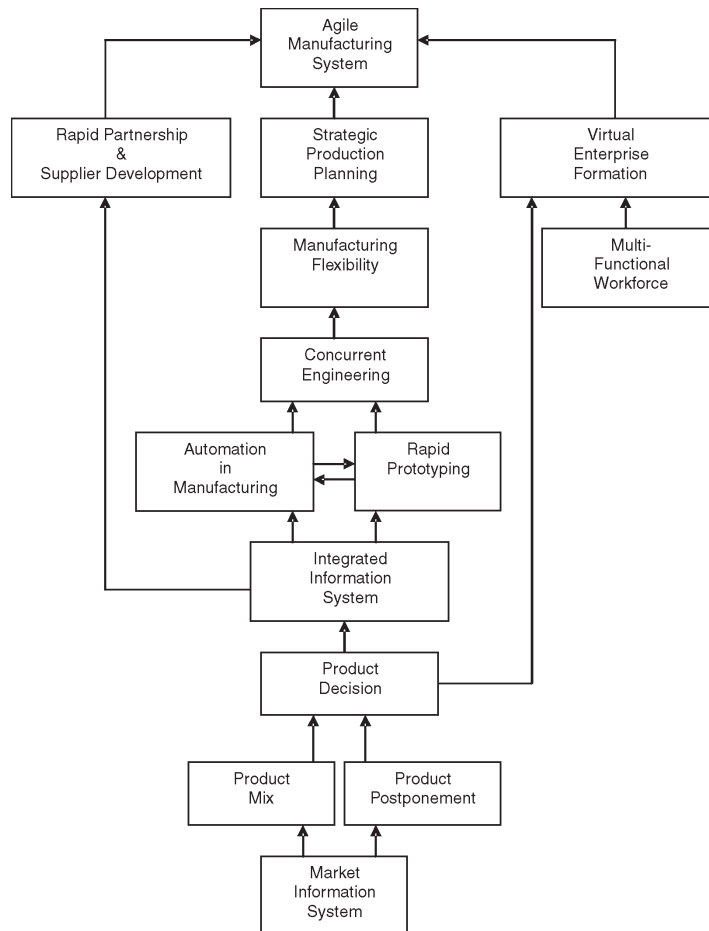 Agile
Manufacturing
System
Rapid Partnership
&
Supplier Development
Strategic
Production
Planning
Virtual
Enterprise
Formation
Manufacturing
Flexibility
Multi-
Functional
Workforce
Concurrent
Engineering
Automation
in
Manufacturing
Rapid
Prototyping
Integrated
Information
System
Product
Decision
Product
Mix
Product
Postponement
Market
Information
System